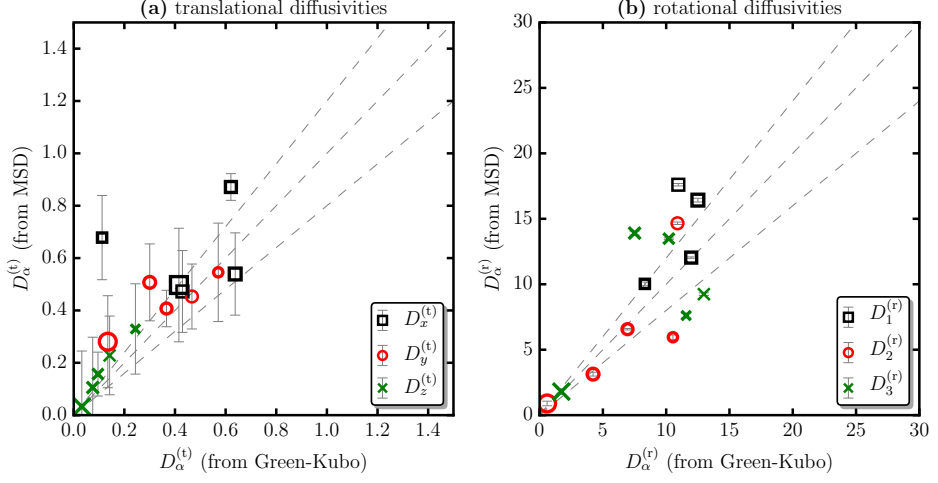 (a) translational diffusivities
1.4
1.2
1.0
0.8
0.6
0.4
0.2
0.0
0.0 0.2 0.4 0.6 0.8 1.0 1.2 1.4
D_α^(t) (from MSD)
D_α^(t) (from Green-Kubo)
D_x^(t)
D_y^(t)
D_z^(t)
(b) rotational diffusivities
30
25
20
15
10
5
0
0 5 10 15 20 25 30
D_α^(r) (from MSD)
D_α^(r) (from Green-Kubo)
D_1^(r)
D_2^(r)
D_3^(r)